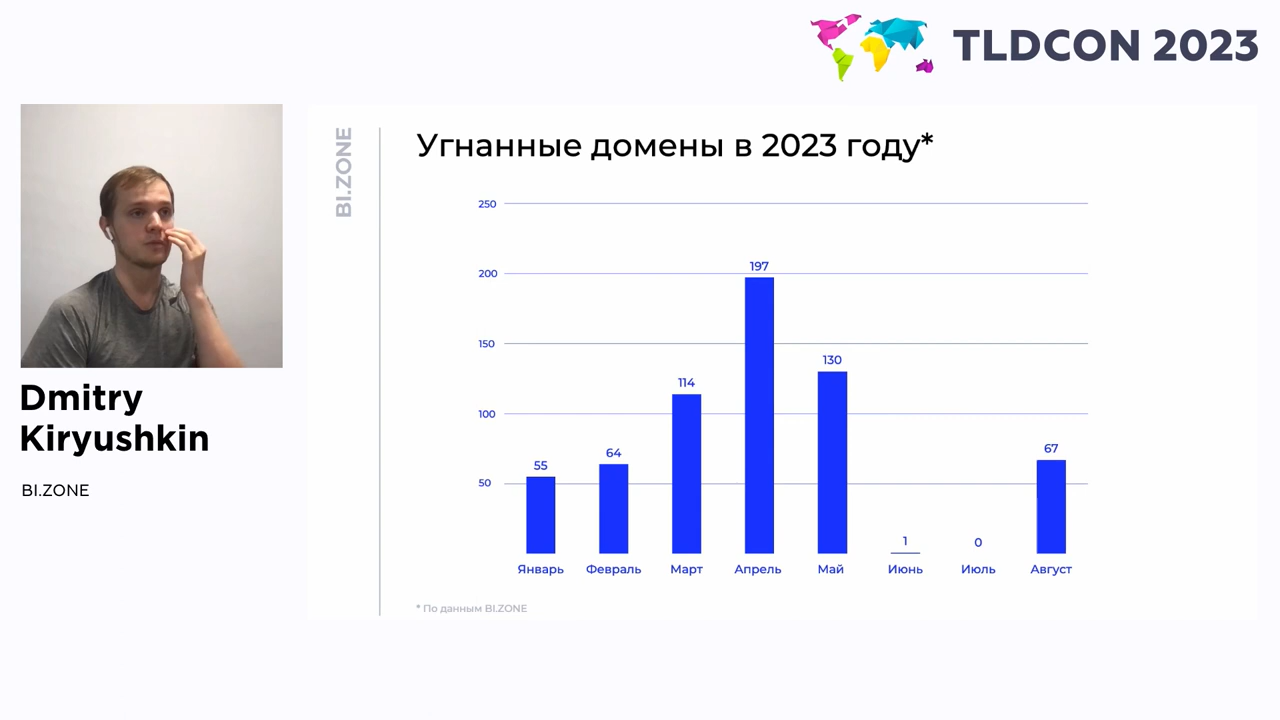 TLDCON 2023
BI.ZONE
Угнанные домены в 2023 году*
250
200
150
100
50
55
64
114
197
130
1
0
67
Январь
Февраль
Март
Апрель
Май
Июнь
Июль
Август
* По данным BI.ZONE
Dmitry
Kiryushkin
BI.ZONE